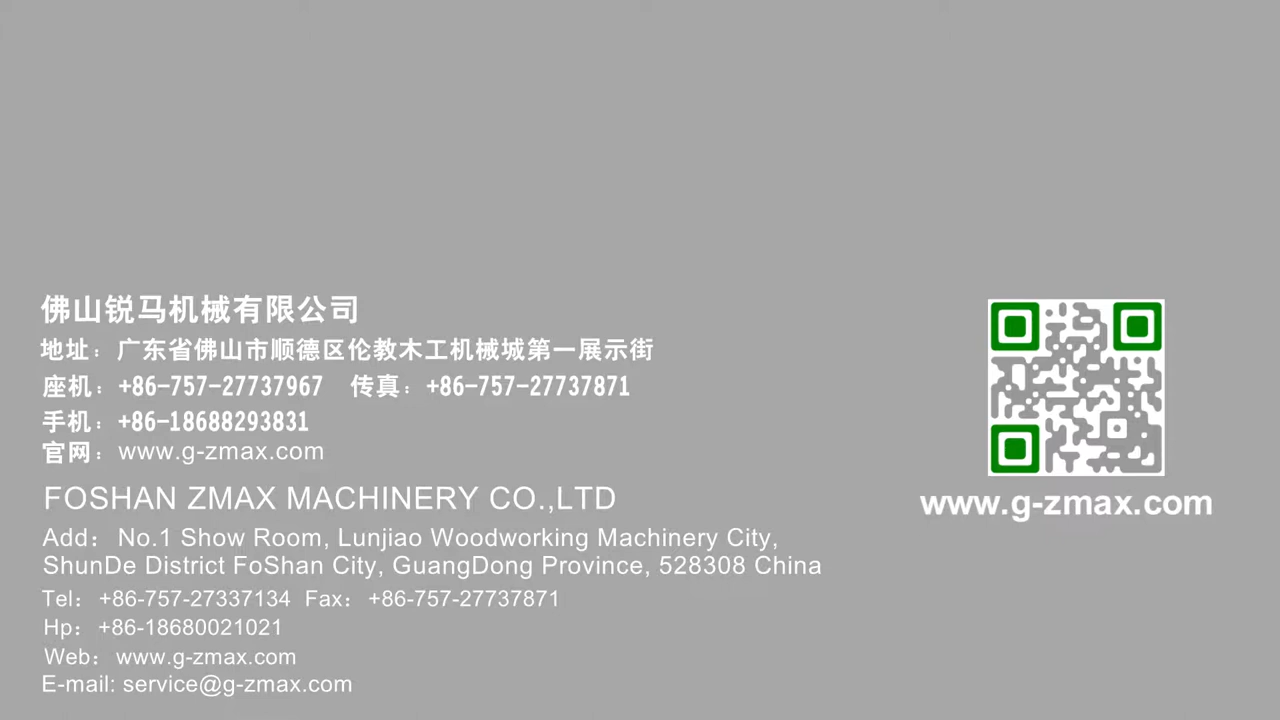 佛山锐马机械有限公司
地址：广东省佛山市顺德区伦教木工机械城第一展示街
座机：+86-757-27737967 传真：+86-757-27737871
手机：+86-18688293831
官网：www.g-zmax.com
FOSHAN ZMAX MACHINERY CO.,LTD
Add： No.1 Show Room, Lunjiao Woodworking Machinery City,
ShunDe District FoShan City, GuangDong Province, 528308 China
Tel： +86-757-27337134 Fax： +86-757-27737871
Hp： +86-18680021021
Web： www.g-zmax.com
E-mail: service@g-zmax.com
www.g-zmax.com